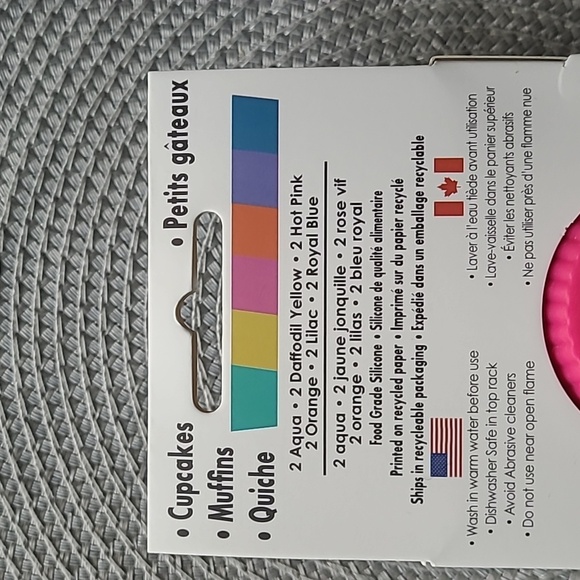 • Cupcakes • Petits gâteaux
• Muffins
• Quiche
2 Aqua • 2 Daffodil Yellow • 2 Hot Pink
2 Orange • 2 Lilac • 2 Royal Blue
2 aqua • 2 jaune jonquille • 2 rose vif
2 orange • 2 lilas • 2 bleu royal
Food Grade Silicone • Silicone de qualité alimentaire
Printed on recycled paper • Imprimé sur du papier recyclé
Ships in recycleable packaging • Expédié dans un emballage recyclable
• Wash in warm water before use
• Dishwasher Safe in top rack
• Avoid Abrasive cleaners
• Do not use near open flame
• Laver à l'eau tiède avant utilisation
• Lave-valisselle dans le panier supérieur
• Éviter les nettoyants abrasifs
• Ne pas utiliser près d'une flamme nue